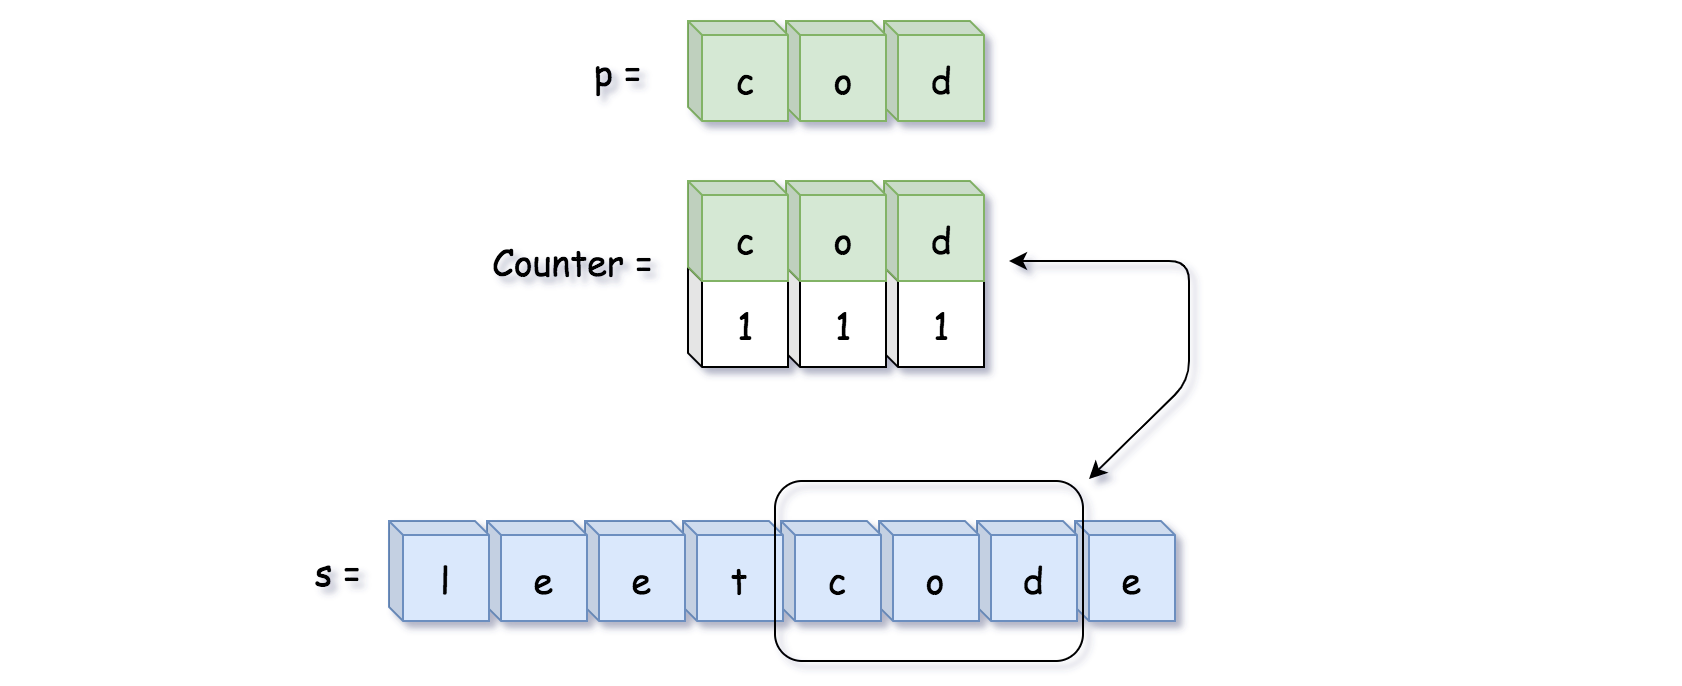 p = c o d
Counter = c o d
1 1 1
s = l e e t c o d e